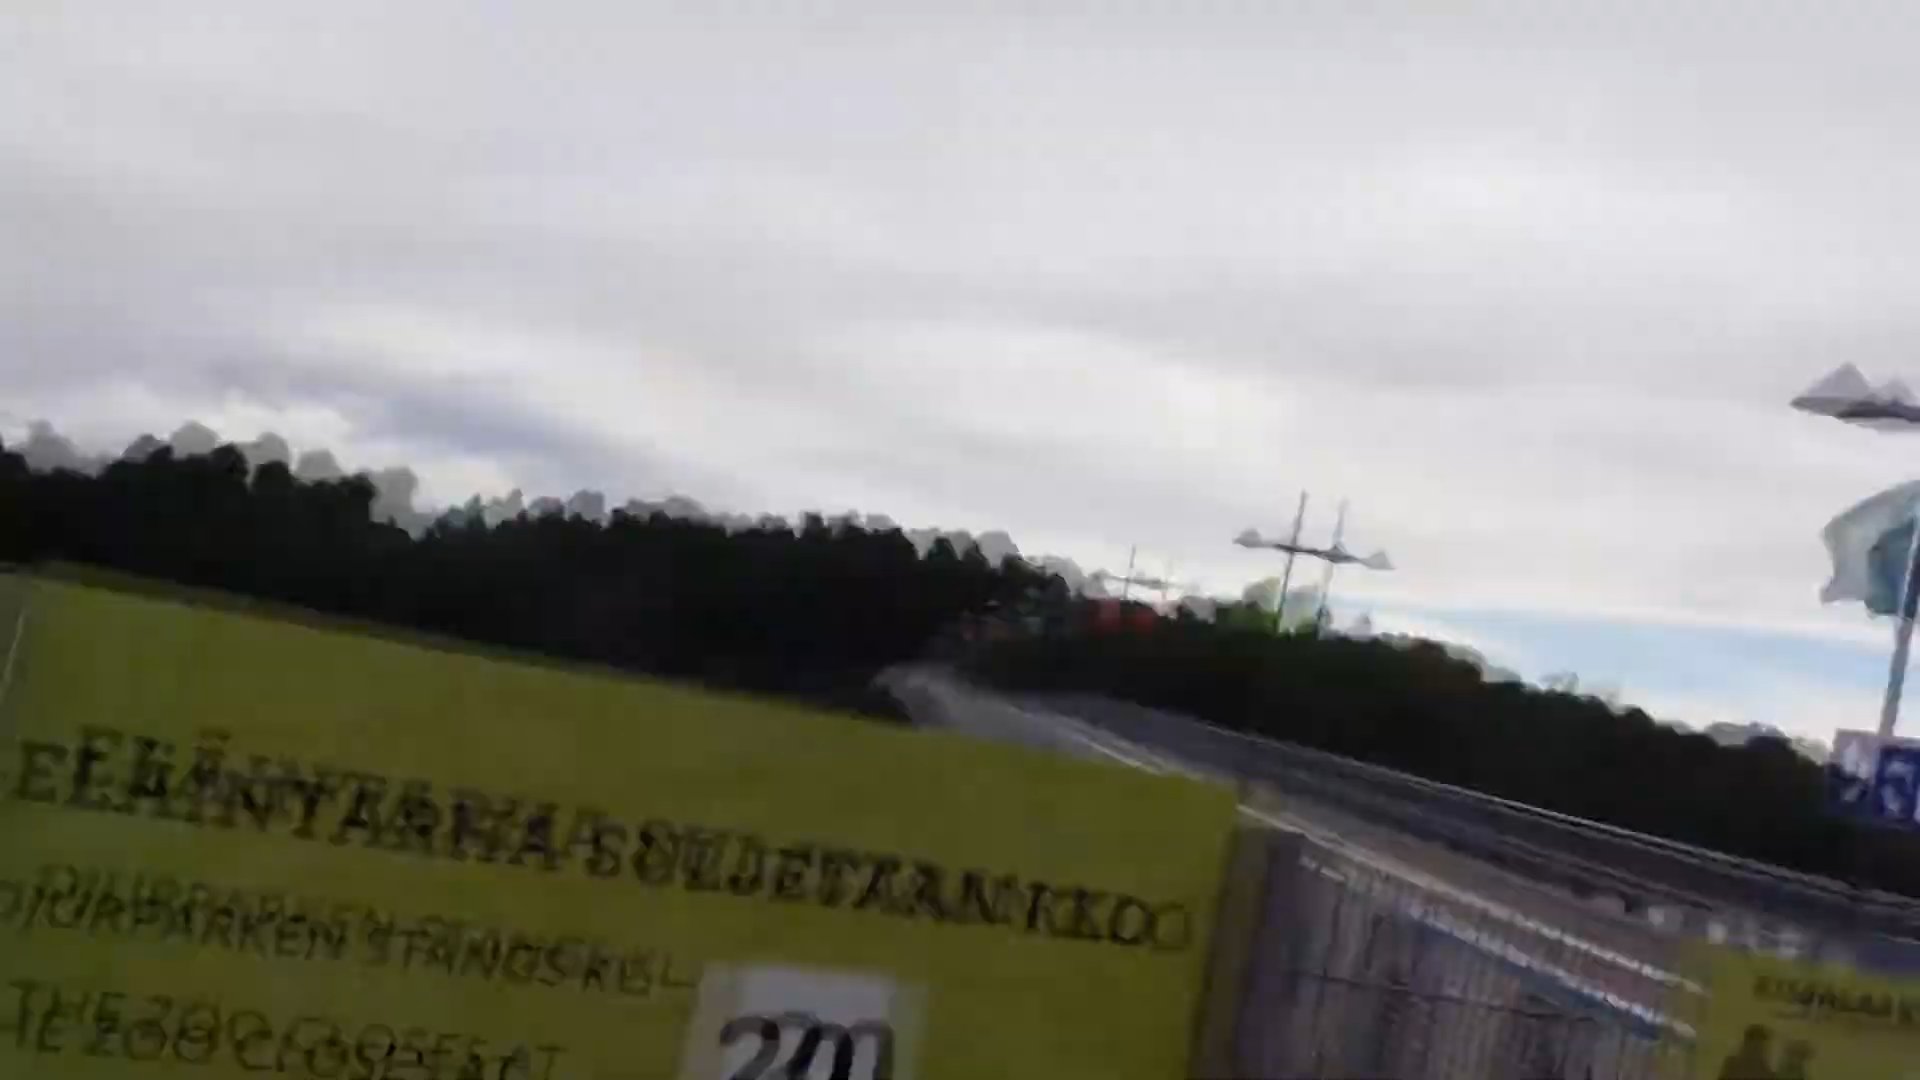 ELÄINTARHA SULJETAAN KLO
DJURPARKEN STÄNGS KL
THE ZOO CLOSES AT
20